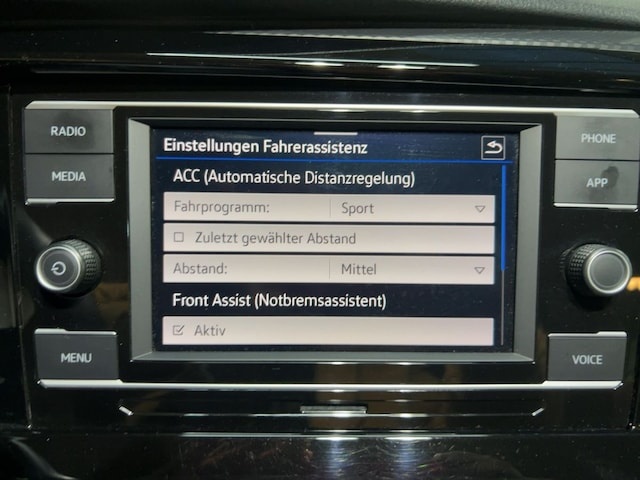 RADIO
MEDIA
MENU
Einstellungen Fahrerassistenz
ACC (Automatische Distanzregelung)
Fahrprogramm: Sport
Zuletzt gewählter Abstand
Abstand: Mittel
Front Assist (Notbremsassistent)
Aktiv
PHONE
APP
VOICE